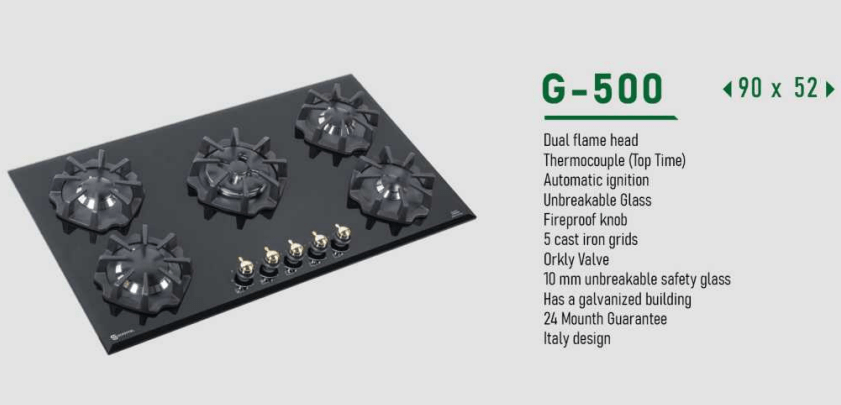 G-500
90 x 52
Dual flame head
Thermocouple (Top Time)
Automatic ignition
Unbreakable Glass
Fireproof knob
5 cast iron grids
Orkly Valve
10 mm unbreakable safety glass
Has a galvanized building
24 Mounth Guarantee
Italy design